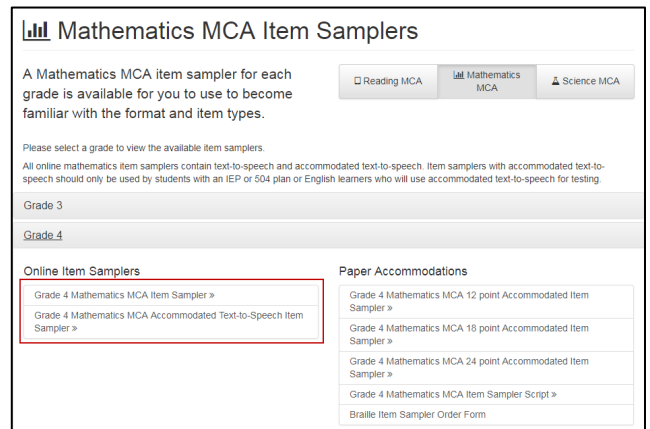 Mathematics MCA Item Samplers
A Mathematics MCA item sampler for each
grade is available for you to use to become
familiar with the format and item types.
Reading MCA
Mathematics
MCA
Science MCA
Please select a grade to view the available item samplers.
All online mathematics item samplers contain text-to-speech and accommodated text-to-speech. Item samplers with accommodated text-to-
speech should only be used by students with an IEP or 504 plan or English learners who will use accommodated text-to-speech for testing.
Grade 3
Grade 4
Online Item Samplers
Grade 4 Mathematics MCA Item Sampler »
Grade 4 Mathematics MCA Accommodated Text-to-Speech Item
Sampler »
Paper Accommodations
Grade 4 Mathematics MCA 12 point Accommodated Item
Sampler »
Grade 4 Mathematics MCA 18 point Accommodated Item
Sampler »
Grade 4 Mathematics MCA 24 point Accommodated Item
Sampler »
Grade 4 Mathematics MCA Item Sampler Script »
Braille Item Sampler Order Form